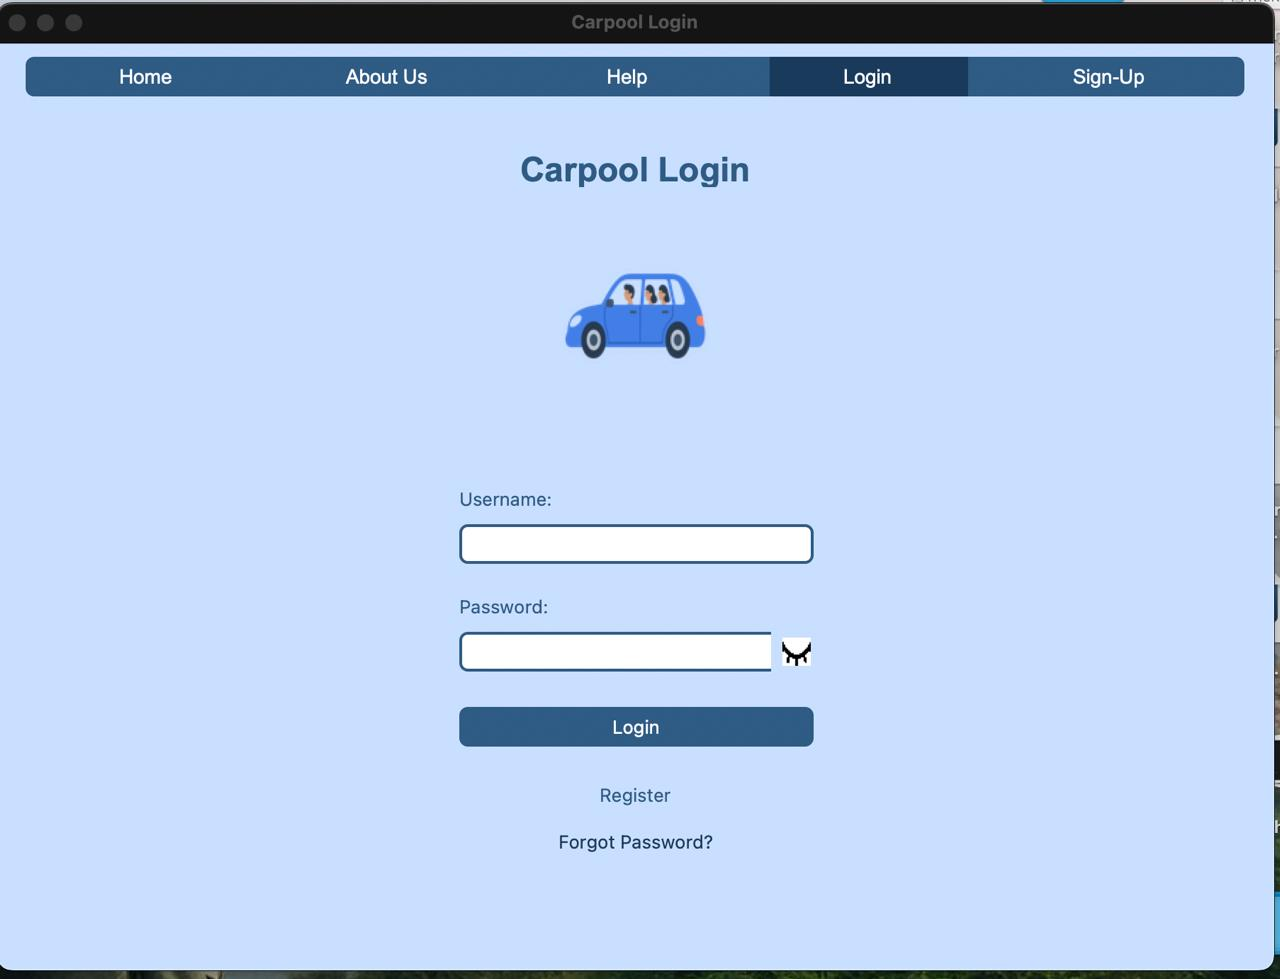 Carpool Login
Home About Us Help Login Sign-Up
Carpool Login
Username:
Password:
Login
Register
Forgot Password?